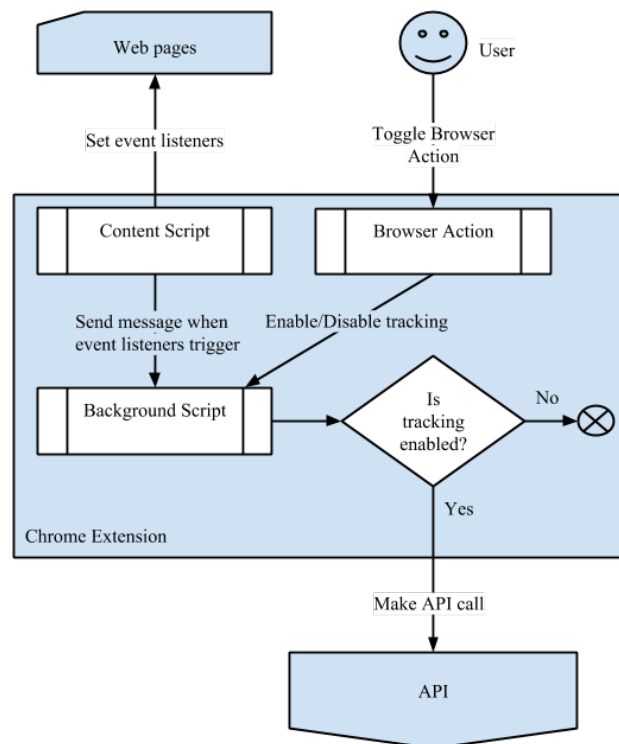 Web pages
User
Set event listeners
Toggle Browser
Action
Content Script
Browser Action
Send message when
event listeners trigger
Enable/Disable tracking
Background Script
Is
tracking
enabled?
No
Yes
Chrome Extension
Make API call
API